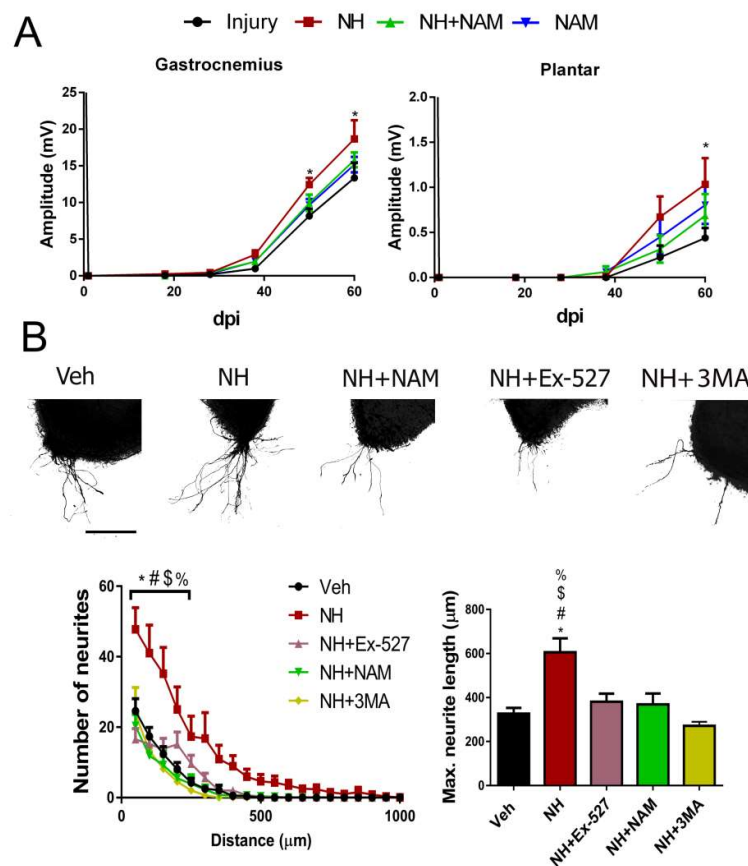 A
Injury NH NH+NAM NAM
Gastrocnemius
Amplitude (mV)
25
20
15
10
5
0
0 20 40 60
dpi
* *
Plantar
Amplitude (mV)
2.0
1.5
1.0
0.5
0.0
0 20 40 60
dpi
*
B
Veh NH NH+NAM NH+Ex-527 NH+3MA
Number of neurites
60
40
20
0
0 500 1000
Distance (μm)
* # $ %
Veh
NH
NH+Ex-527
NH+NAM
NH+3MA
Max. neurite length (μm)
800
600
400
200
0
%
$
#
*
Veh NH NH+Ex-527 NH+NAM NH+3MA